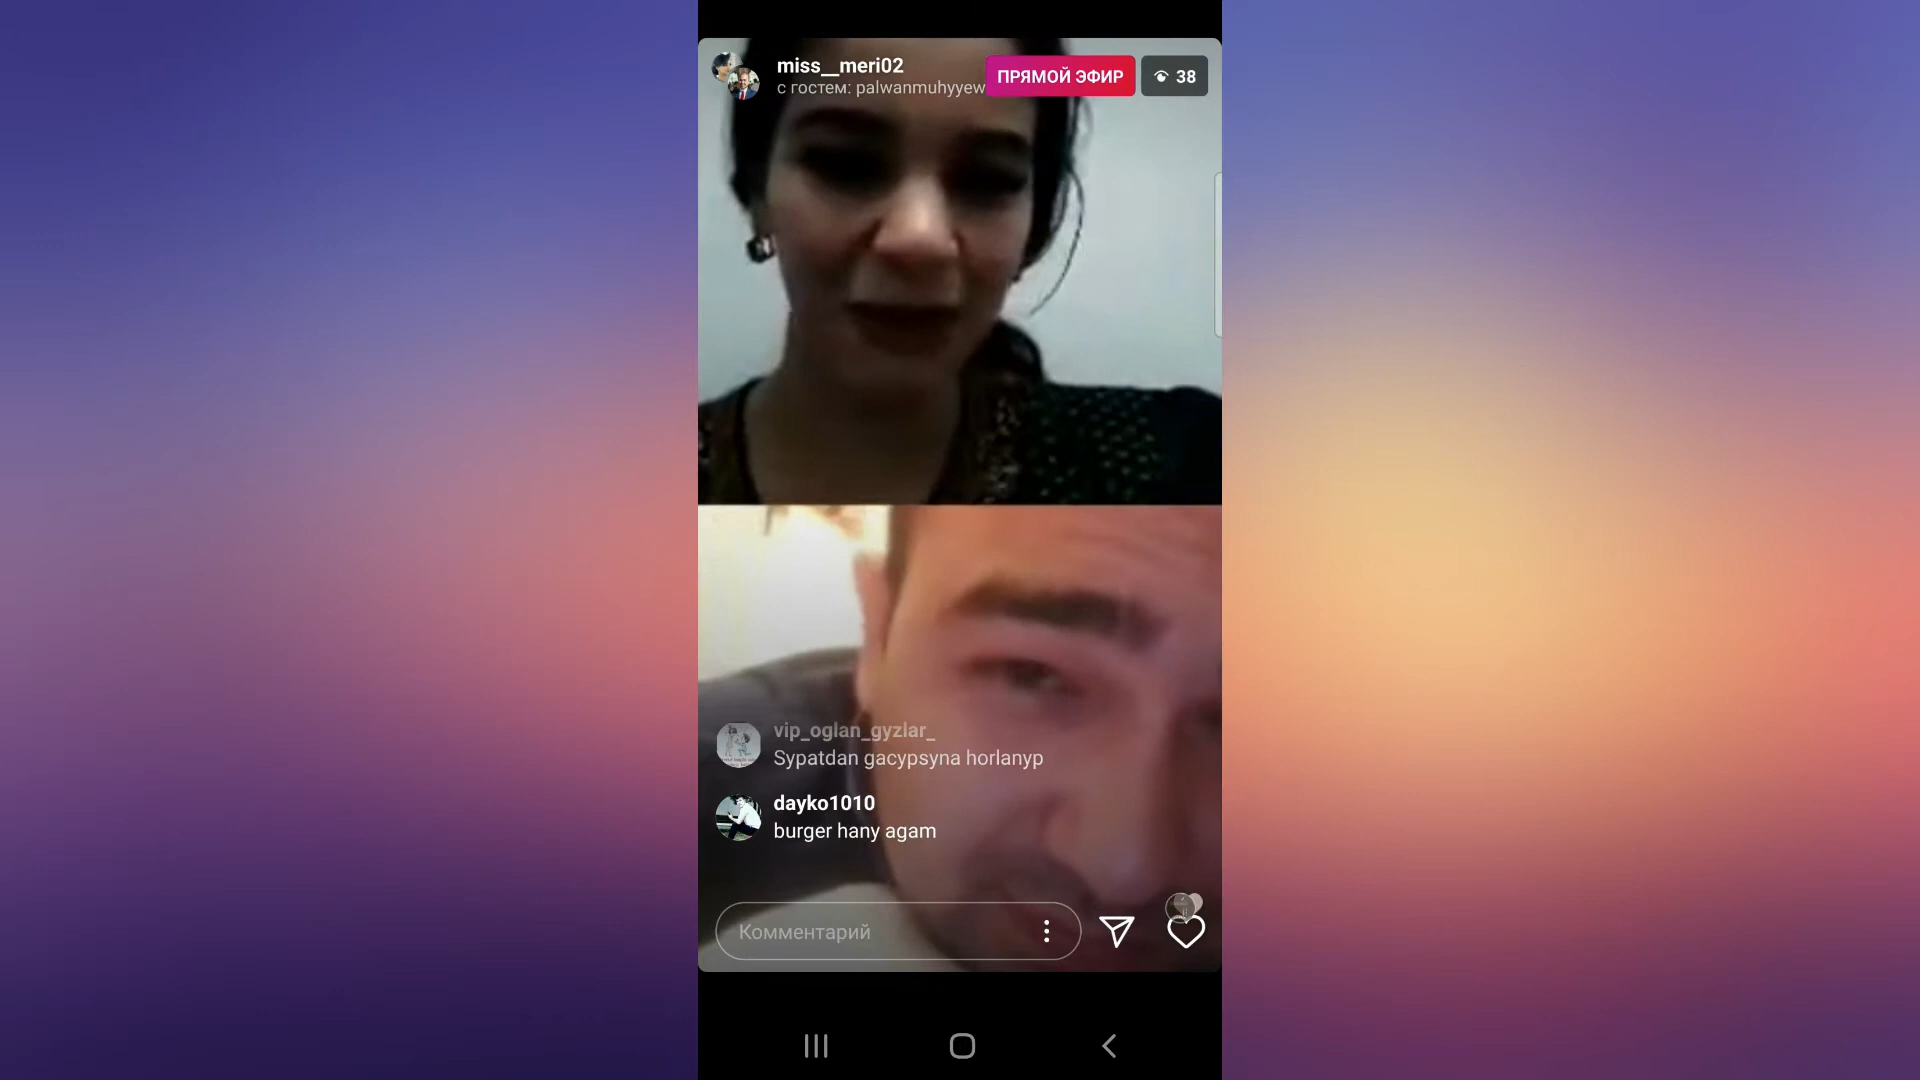 miss__meri02
с гостем: palwanmuhyyew
ПРЯМОЙ ЭФИР
38
vip_oglan_gyzlar_
Sypatdan gacypsyna horlanyp
dayko1010
burger hany agam
Комментарий